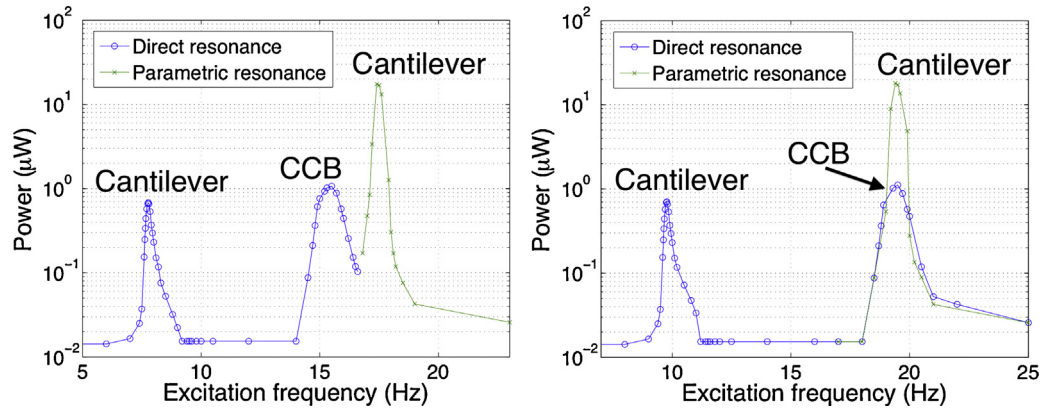 10²
10¹
10⁰
10⁻¹
10⁻²
Power (μW)
Direct resonance
Parametric resonance
Cantilever
CCB
Cantilever
5 10 15 20
Excitation frequency (Hz)
10²
10¹
10⁰
10⁻¹
10⁻²
Power (μW)
Direct resonance
Parametric resonance
Cantilever
CCB
Cantilever
10 15 20 25
Excitation frequency (Hz)